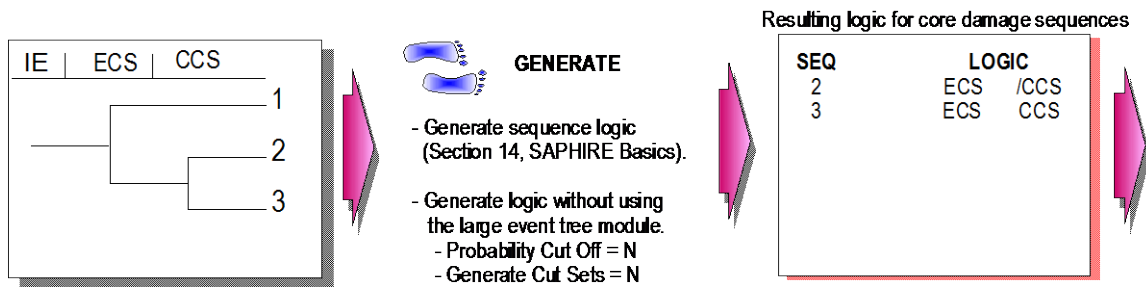 IE | ECS | CCS
1
2
3
GENERATE
- Generate sequence logic
(Section 14, SAPHIRE Basics).
- Generate logic without using
the large event tree module.
- Probability Cut Off = N
- Generate Cut Sets = N
Resulting logic for core damage sequences
SEQ LOGIC
2 ECS /CCS
3 ECS CCS